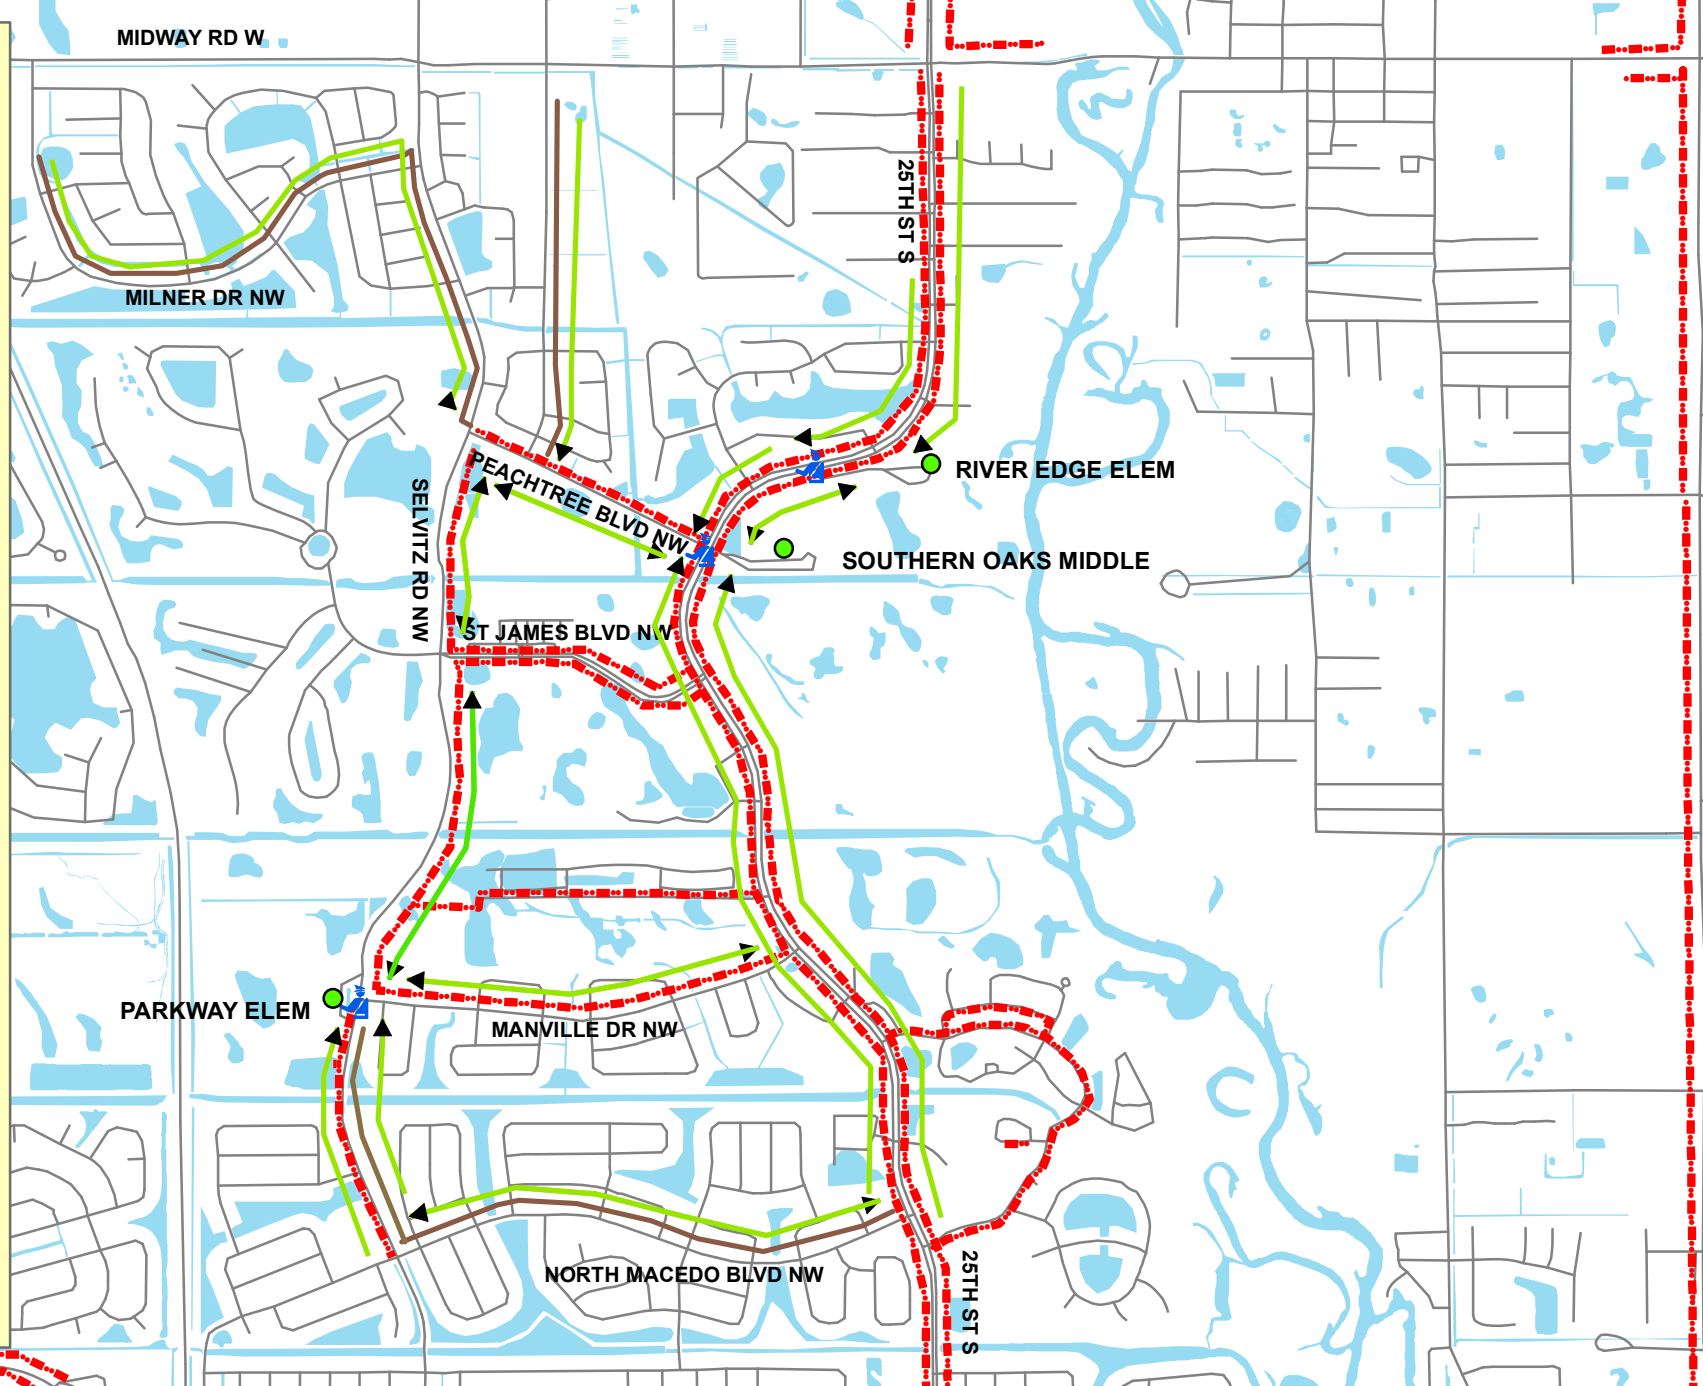 MIDWAY RD W
25TH ST S
MILNER DR NW
PEACHTREE BLVD NW
RIVER EDGE ELEM
SELVITZ RD NW
SOUTHERN OAKS MIDDLE
ST JAMES BLVD NW
PARKWAY ELEM
MANVILLE DR NW
NORTH MACEDO BLVD NW
25TH ST S